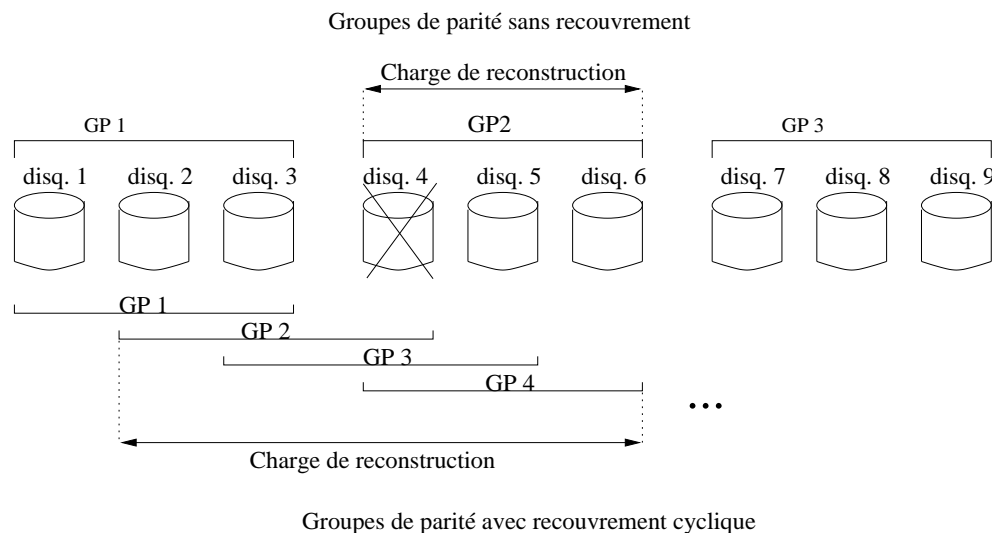 Groupes de parité sans recouvrement
Charge de reconstruction
GP 1
GP2
GP 3
disq. 1
disq. 2
disq. 3
disq. 4
disq. 5
disq. 6
disq. 7
disq. 8
disq. 9
GP 1
GP 2
GP 3
GP 4
...
Charge de reconstruction
Groupes de parité avec recouvrement cyclique